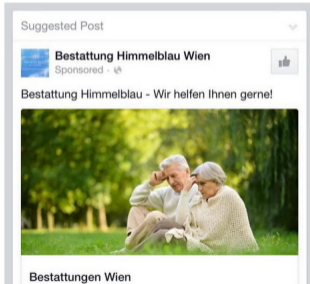 Suggested Post
Bestattung Himmelblau Wien
Sponsored ·
Bestattung Himmelblau - Wir helfen Ihnen gerne!
Bestattungen Wien